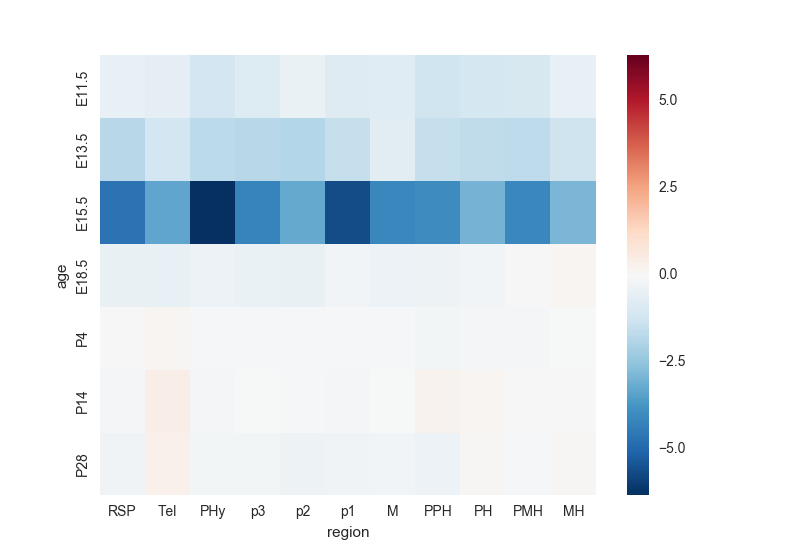 E11.5
E13.5
E15.5
E18.5
P4
P14
P28
age
RSP Tel PHy p3 p2 p1 M PPH PH PMH MH
region
5.0
2.5
0.0
−2.5
−5.0